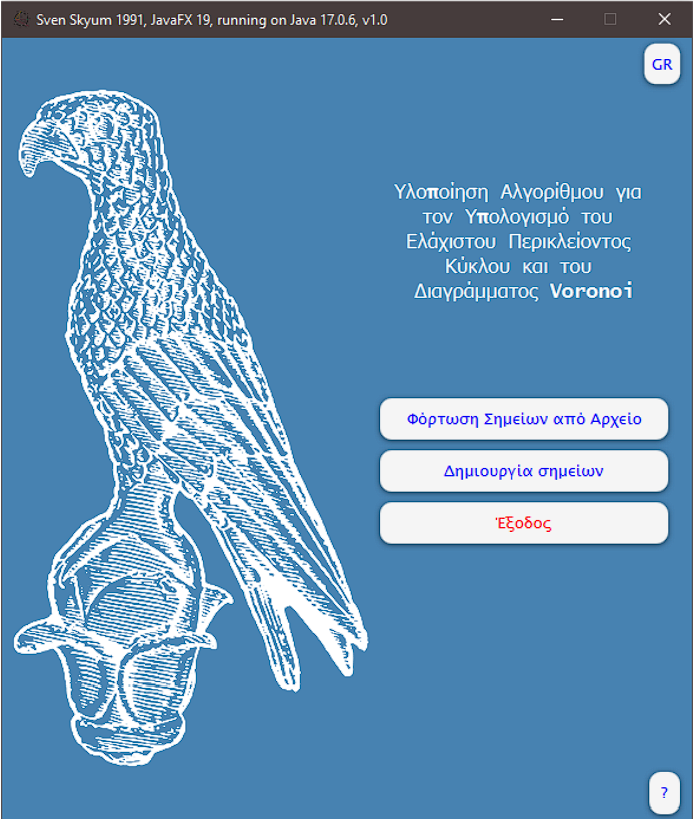 Sven Skyum 1991, JavaFX 19, running on Java 17.0.6, v1.0
GR
Υλοποίηση Αλγορίθμου για
τον Υπολογισμό του
Ελάχιστου Περικλείοντος
Κύκλου και του
Διαγράμματος Voronoi
Φόρτωση Σημείων από Αρχείο
Δημιουργία σημείων
Έξοδος
?